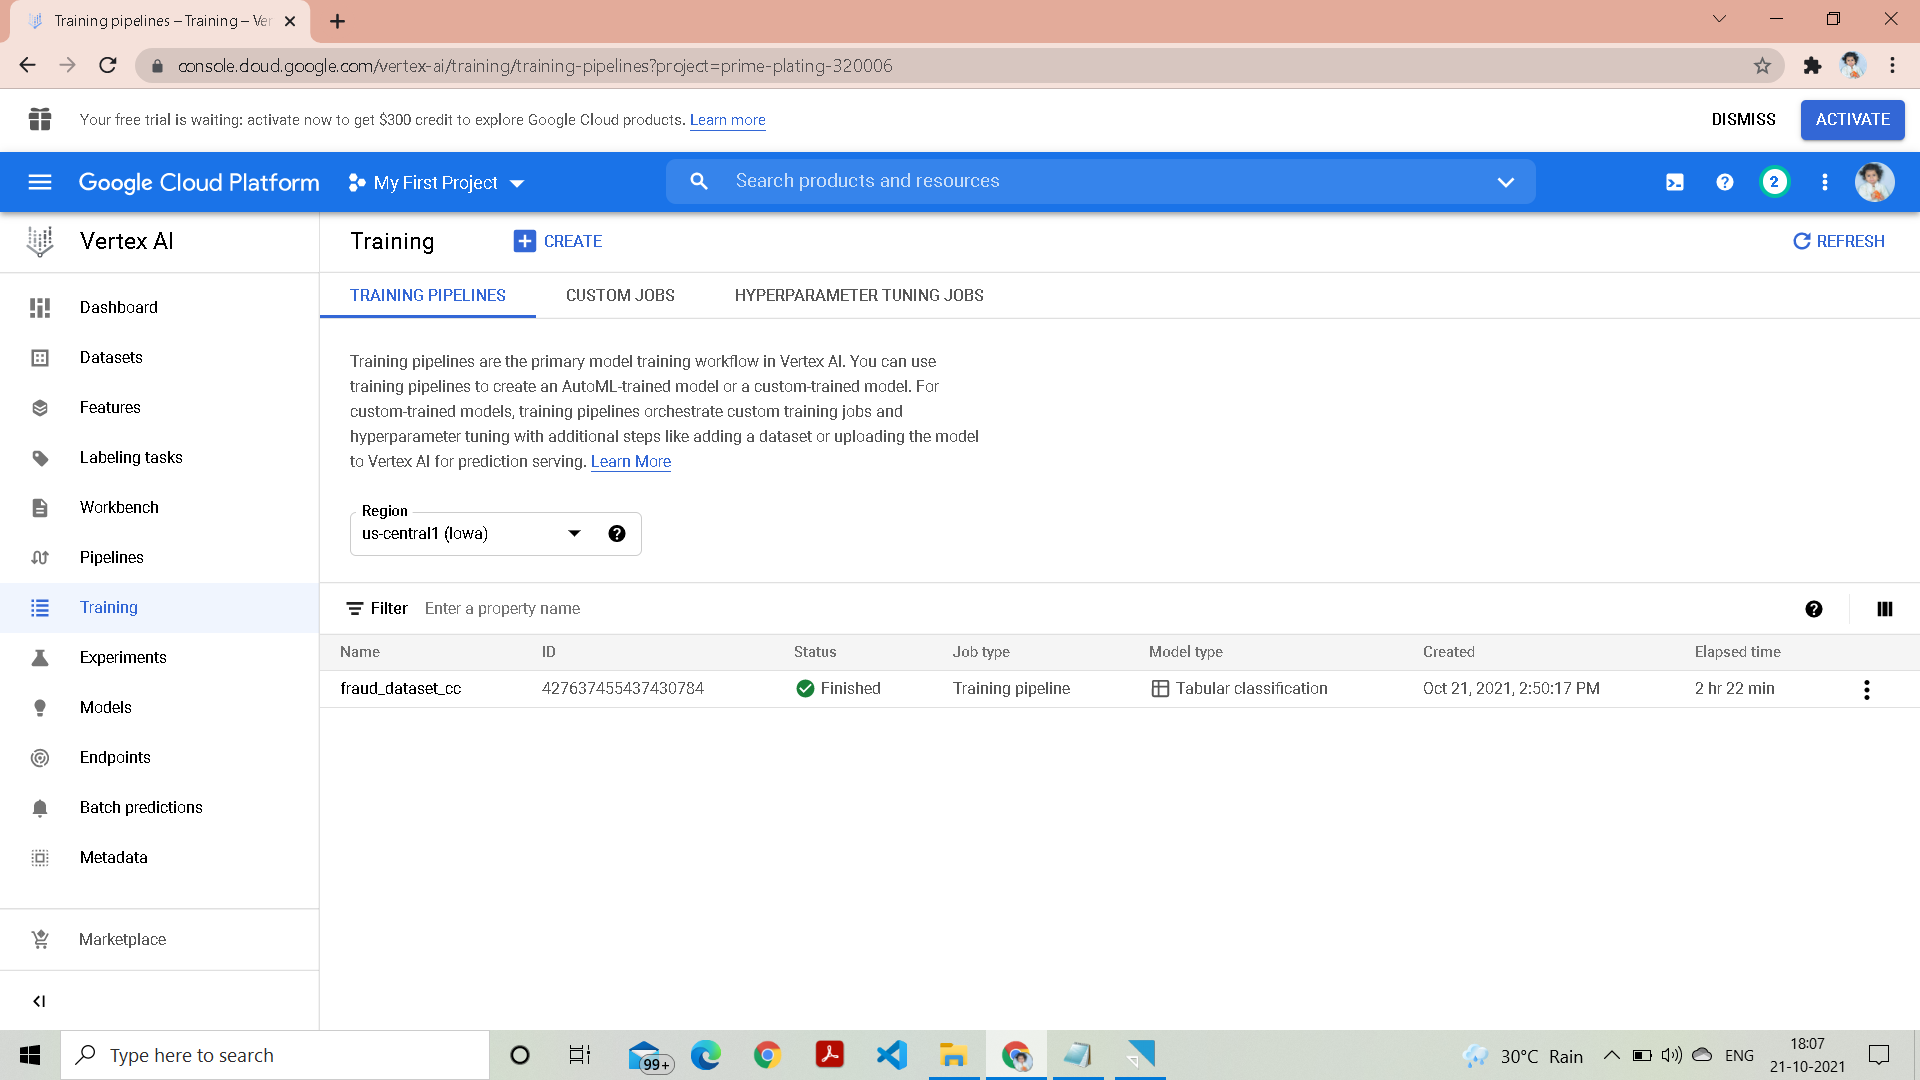 Training pipelines – Training – Ver
console.cloud.google.com/vertex-ai/training/training-pipelines?project=prime-plating-320006
Your free trial is waiting: activate now to get $300 credit to explore Google Cloud products. Learn more
DISMISS
ACTIVATE
Google Cloud Platform
My First Project
Search products and resources
2
Vertex AI
Training
CREATE
REFRESH
Dashboard
Datasets
Features
Labeling tasks
Workbench
Pipelines
Training
Experiments
Models
Endpoints
Batch predictions
Metadata
Marketplace
TRAINING PIPELINES
CUSTOM JOBS
HYPERPARAMETER TUNING JOBS
Training pipelines are the primary model training workflow in Vertex AI. You can use
training pipelines to create an AutoML-trained model or a custom-trained model. For
custom-trained models, training pipelines orchestrate custom training jobs and
hyperparameter tuning with additional steps like adding a dataset or uploading the model
to Vertex AI for prediction serving. Learn More
Region
us-central1 (Iowa)
Filter Enter a property name
Name ID Status Job type Model type Created Elapsed time
fraud_dataset_cc 427637455437430784 Finished Training pipeline Tabular classification Oct 21, 2021, 2:50:17 PM 2 hr 22 min
Type here to search
99+
30°C Rain
ENG
18:07
21-10-2021